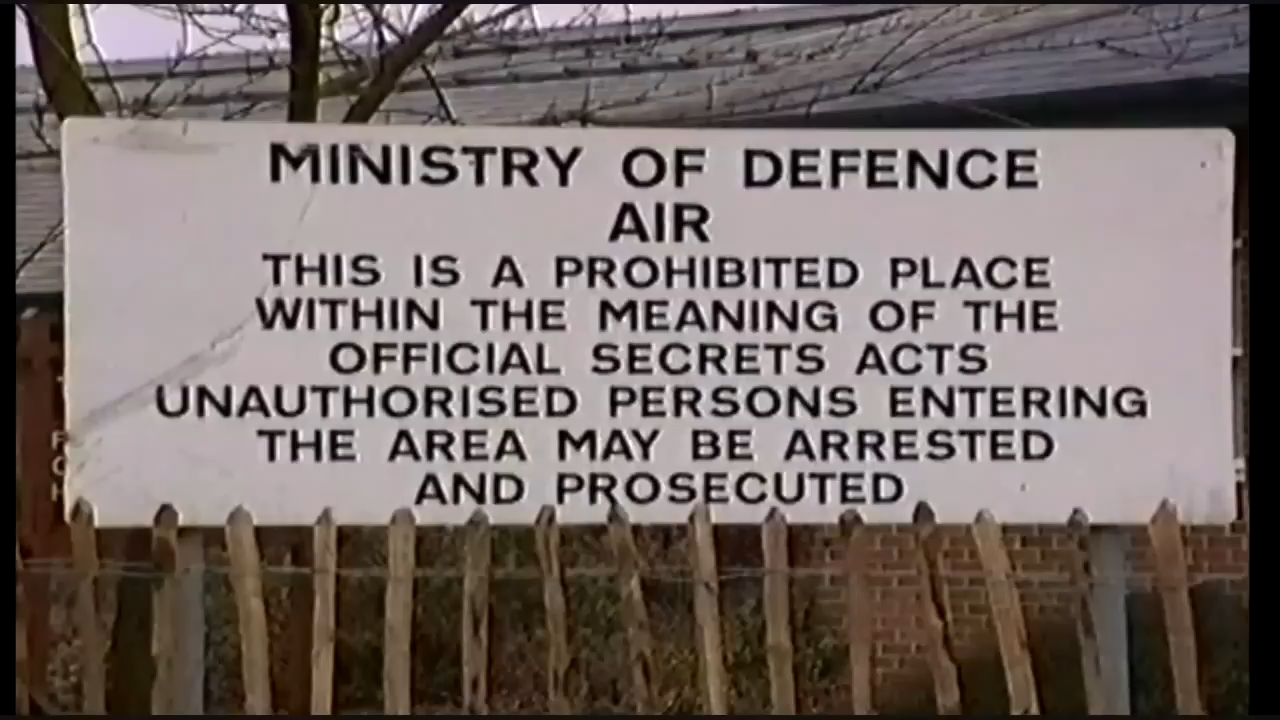 MINISTRY OF DEFENCE
AIR
THIS IS A PROHIBITED PLACE
WITHIN THE MEANING OF THE
OFFICIAL SECRETS ACTS
UNAUTHORISED PERSONS ENTERING
THE AREA MAY BE ARRESTED
AND PROSECUTED